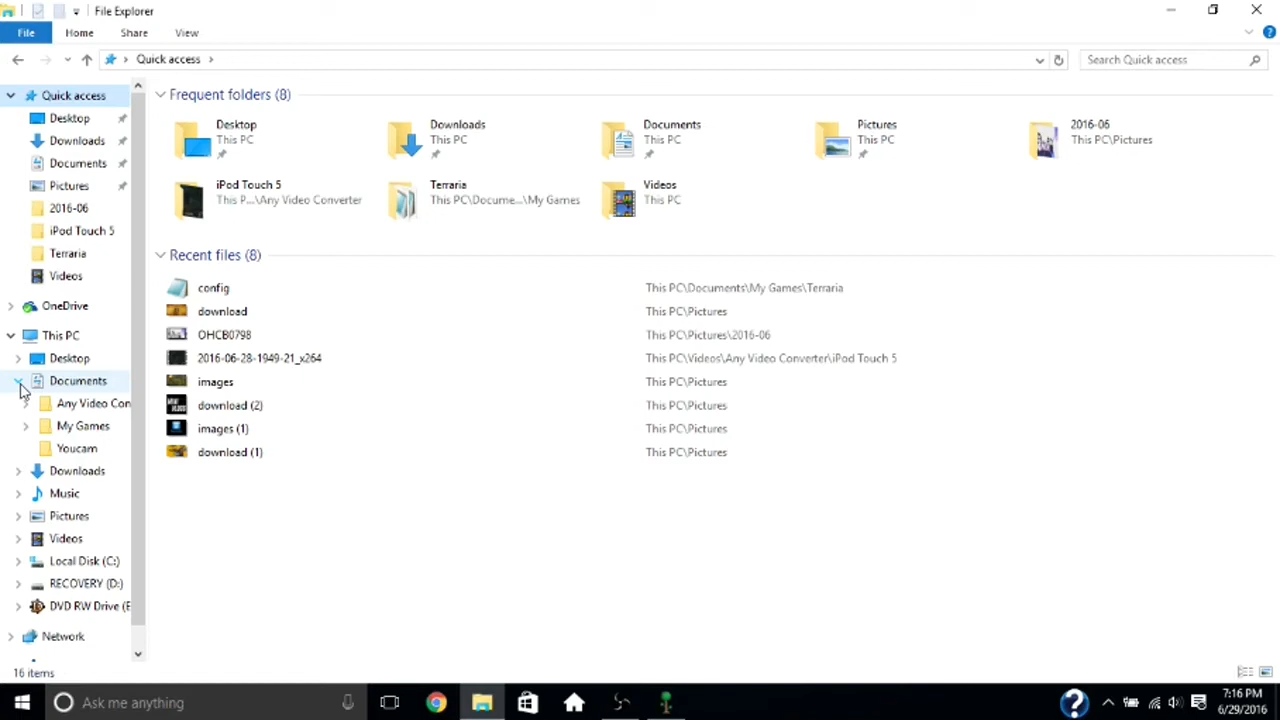 File Explorer
File Home Share View
Quick access
Search Quick access
Quick access
Desktop
Downloads
Documents
Pictures
2016-06
iPod Touch 5
Terraria
Videos
OneDrive
This PC
Desktop
Documents
Any Video Con
My Games
Youcam
Downloads
Music
Pictures
Videos
Local Disk (C:)
RECOVERY (D:)
DVD RW Drive (E
Network
Frequent folders (8)
Desktop
This PC
Downloads
This PC
Documents
This PC
Pictures
This PC
2016-06
This PC\Pictures
iPod Touch 5
This P...\Any Video Converter
Terraria
This PC\Docume...\My Games
Videos
This PC
Recent files (8)
config This PC\Documents\My Games\Terraria
download This PC\Pictures
OHCB0798 This PC\Pictures\2016-06
2016-06-28-1949-21_x264 This PC\Videos\Any Video Converter\iPod Touch 5
images This PC\Pictures
download (2) This PC\Pictures
images (1) This PC\Pictures
download (1) This PC\Pictures
16 items
Ask me anything
7:16 PM
6/29/2016